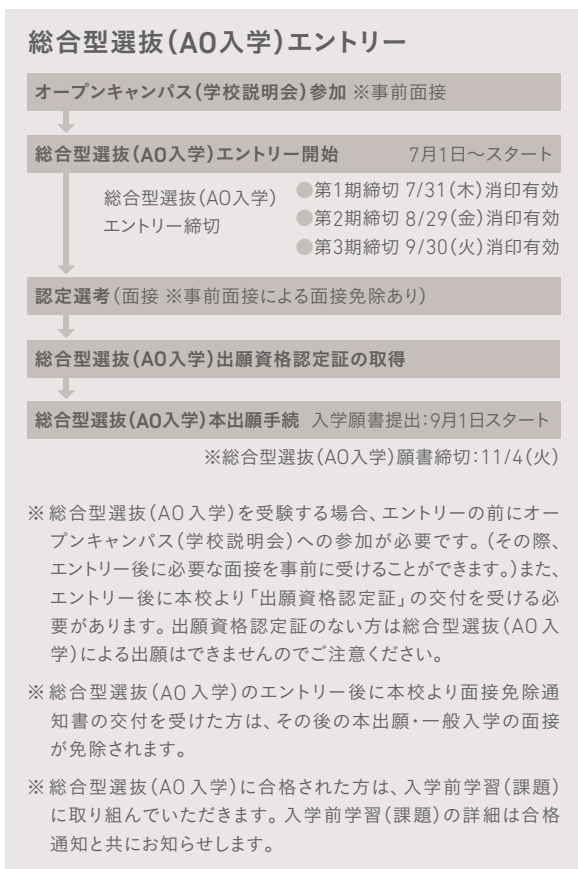 総合型選抜(AO入学)エントリー
オープンキャンパス(学校説明会)参加 ※事前面接
総合型選抜(AO入学)エントリー開始 7月1日〜スタート
総合型選抜(AO入学)
エントリー締切
●第1期締切 7/31(木)消印有効
●第2期締切 8/29(金)消印有効
●第3期締切 9/30(火)消印有効
認定選考(面接 ※事前面接による面接免除あり)
総合型選抜(AO入学)出願資格認定証の取得
総合型選抜(AO入学)本出願手続 入学願書提出:9月1日スタート
※総合型選抜(AO入学)願書締切:11/4(火)
※総合型選抜(AO入学)を受験する場合、エントリーの前にオー
プンキャンパス(学校説明会)への参加が必要です。(その際、
エントリー後に必要な面接を事前に受けることができます。)また、
エントリー後に本校より「出願資格認定証」の交付を受ける必
要があります。出願資格認定証のない方は総合型選抜(AO入
学)による出願はできませんのでご注意ください。
※総合型選抜(AO入学)のエントリー後に本校より面接免除通
知書の交付を受けた方は、その後の本出願・一般入学の面接
が免除されます。
※総合型選抜(AO入学)に合格された方は、入学前学習(課題)
に取り組んでいただきます。入学前学習(課題)の詳細は合格
通知と共にお知らせします。